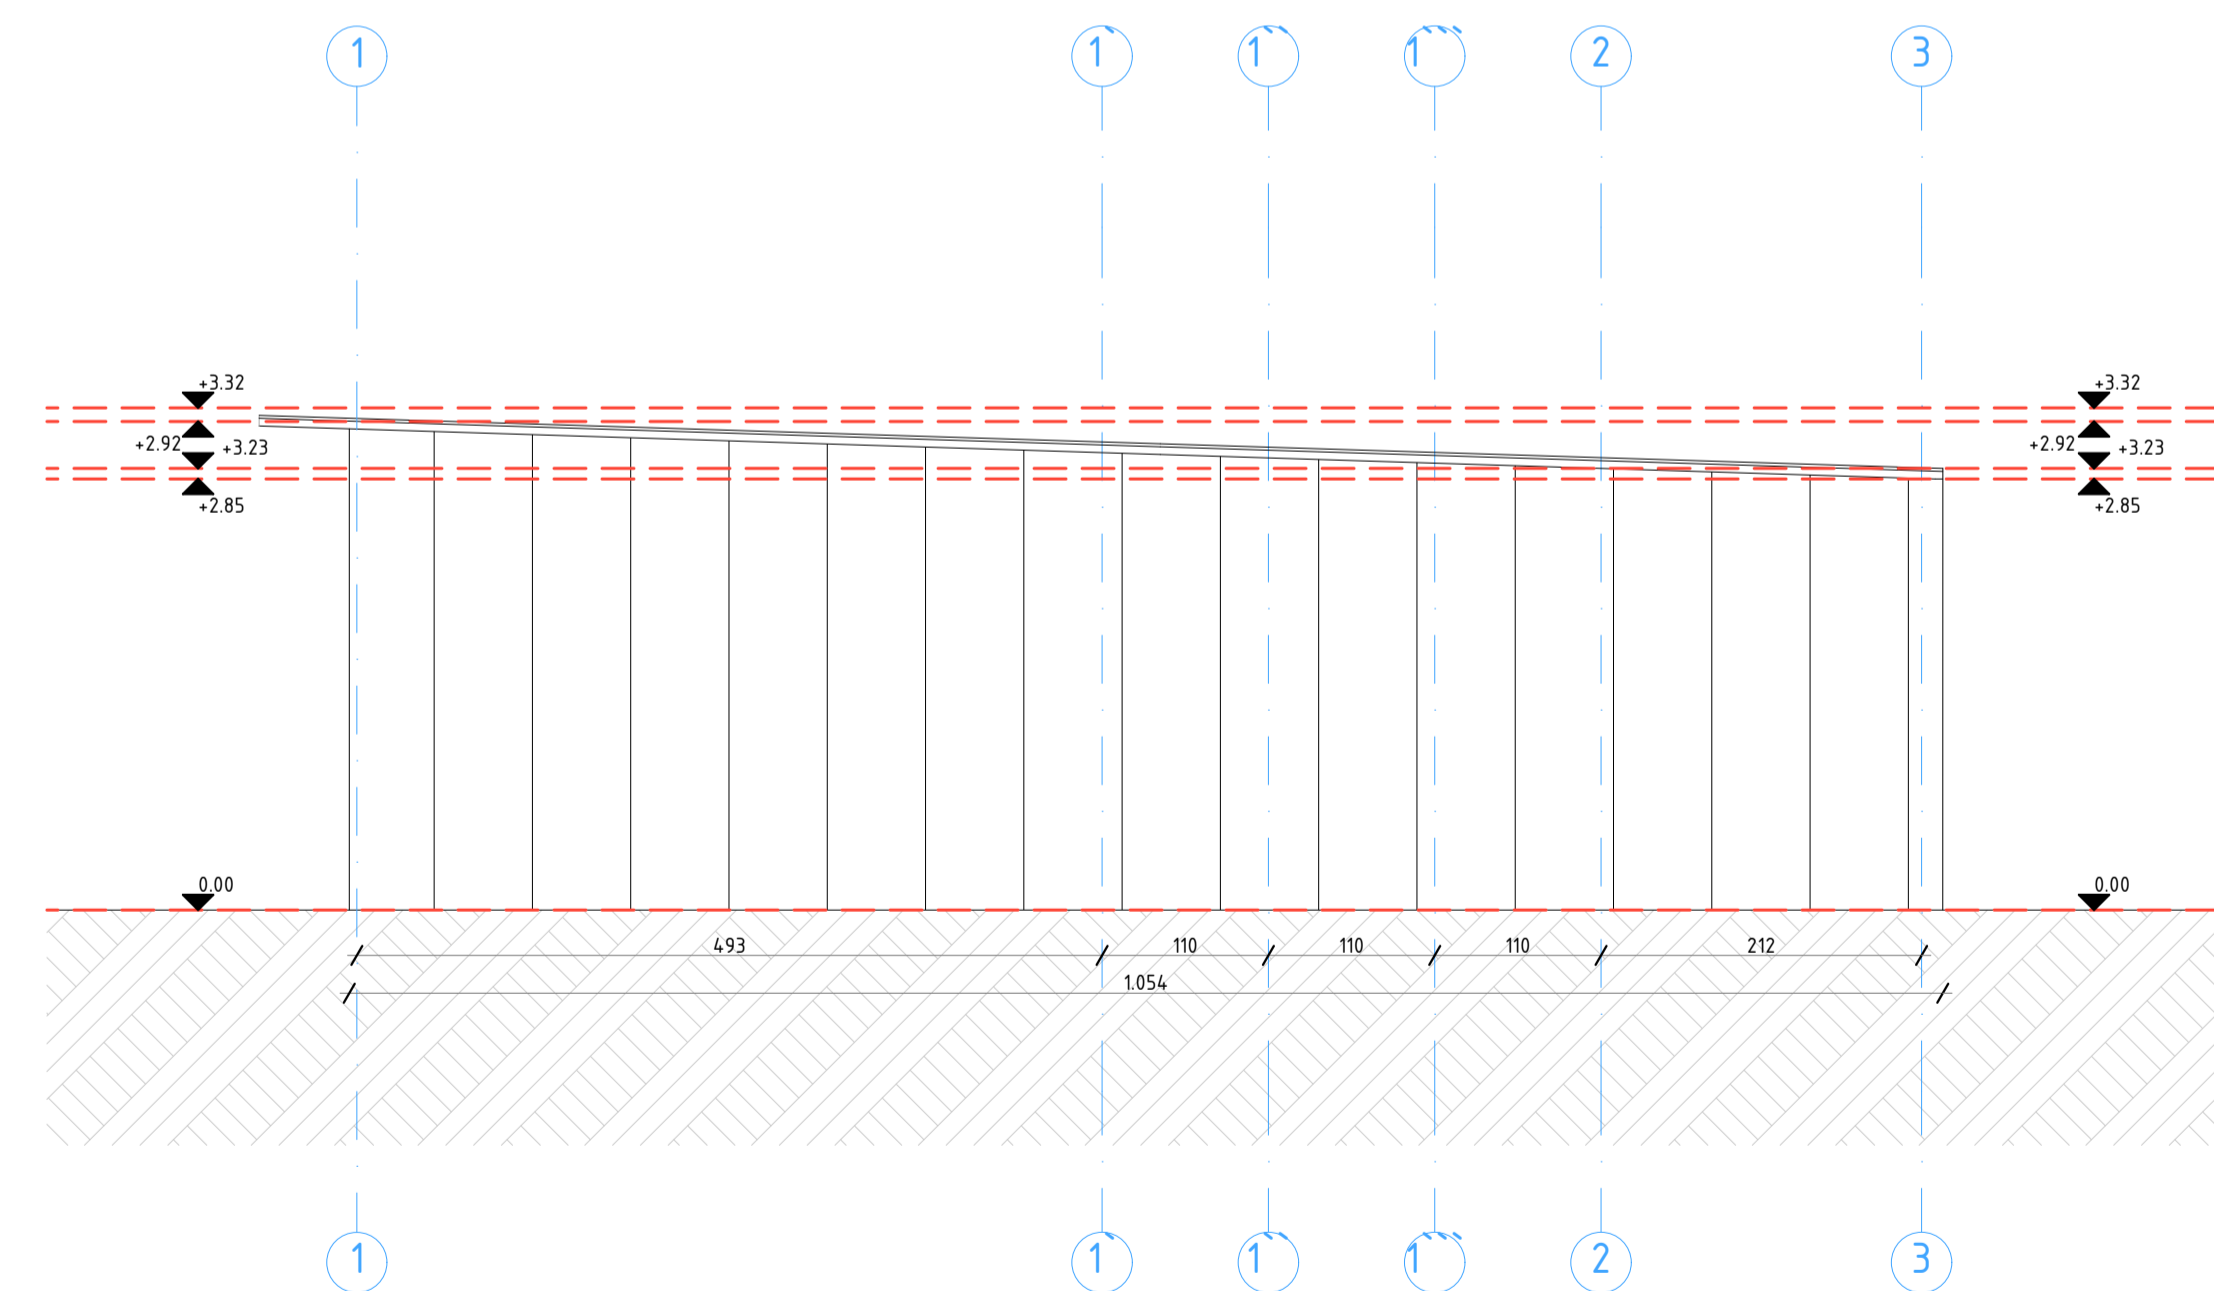 1 1` 1`` 1``` 2 3
+3.32 +3.32
+2.92 +3.23 +2.92 +3.23
+2.85 +2.85
0.00 0.00
493 110 110 110 212
1.054
1 1` 1`` 1``` 2 3